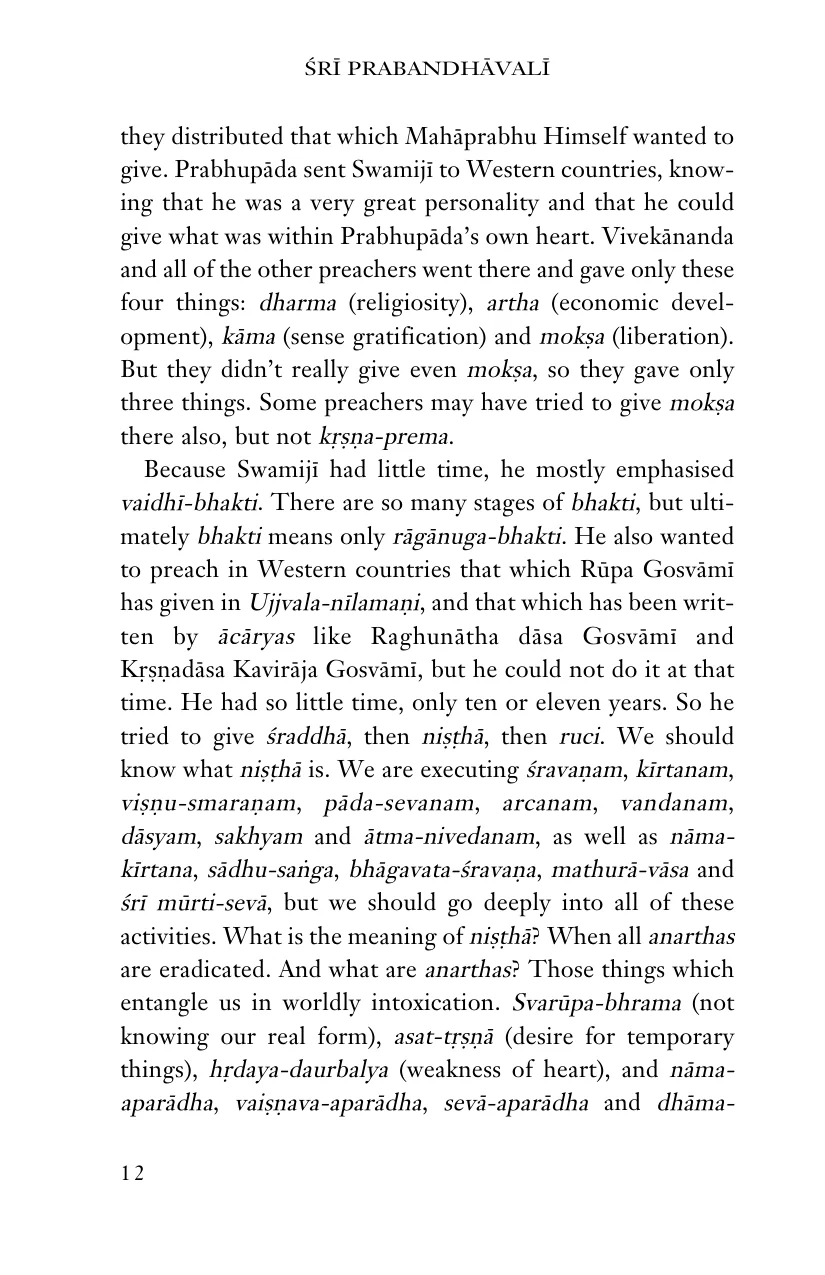 ŚRĪ PRABANDHĀVALĪ
they distributed that which Mahāprabhu Himself wanted to
give. Prabhupāda sent Swamijī to Western countries, know-
ing that he was a very great personality and that he could
give what was within Prabhupāda’s own heart. Vivekānanda
and all of the other preachers went there and gave only these
four things: dharma (religiosity), artha (economic devel-
opment), kāma (sense gratification) and mokṣa (liberation).
But they didn’t really give even mokṣa, so they gave only
three things. Some preachers may have tried to give mokṣa
there also, but not kṛṣṇa-prema.
Because Swamijī had little time, he mostly emphasised
vaidhī-bhakti. There are so many stages of bhakti, but ulti-
mately bhakti means only rāgānuga-bhakti. He also wanted
to preach in Western countries that which Rūpa Gosvāmī
has given in Ujjvala-nīlamaṇi, and that which has been writ-
ten by ācāryas like Raghunātha dāsa Gosvāmī and
Kṛṣṇadāsa Kavirāja Gosvāmī, but he could not do it at that
time. He had so little time, only ten or eleven years. So he
tried to give śraddhā, then niṣṭhā, then ruci. We should
know what niṣṭhā is. We are executing śravaṇam, kīrtanam,
viṣṇu-smaraṇam, pāda-sevanam, arcanam, vandanam,
dāsyam, sakhyam and ātma-nivedanam, as well as nāma-
kīrtana, sādhu-saṅga, bhāgavata-śravaṇa, mathurā-vāsa and
śrī mūrti-sevā, but we should go deeply into all of these
activities. What is the meaning of niṣṭhā? When all anarthas
are eradicated. And what are anarthas? Those things which
entangle us in worldly intoxication. Svarūpa-bhrama (not
knowing our real form), asat-tṛṣṇā (desire for temporary
things), hṛdaya-daurbalya (weakness of heart), and nāma-
aparādha, vaiṣṇava-aparādha, sevā-aparādha and dhāma-
12